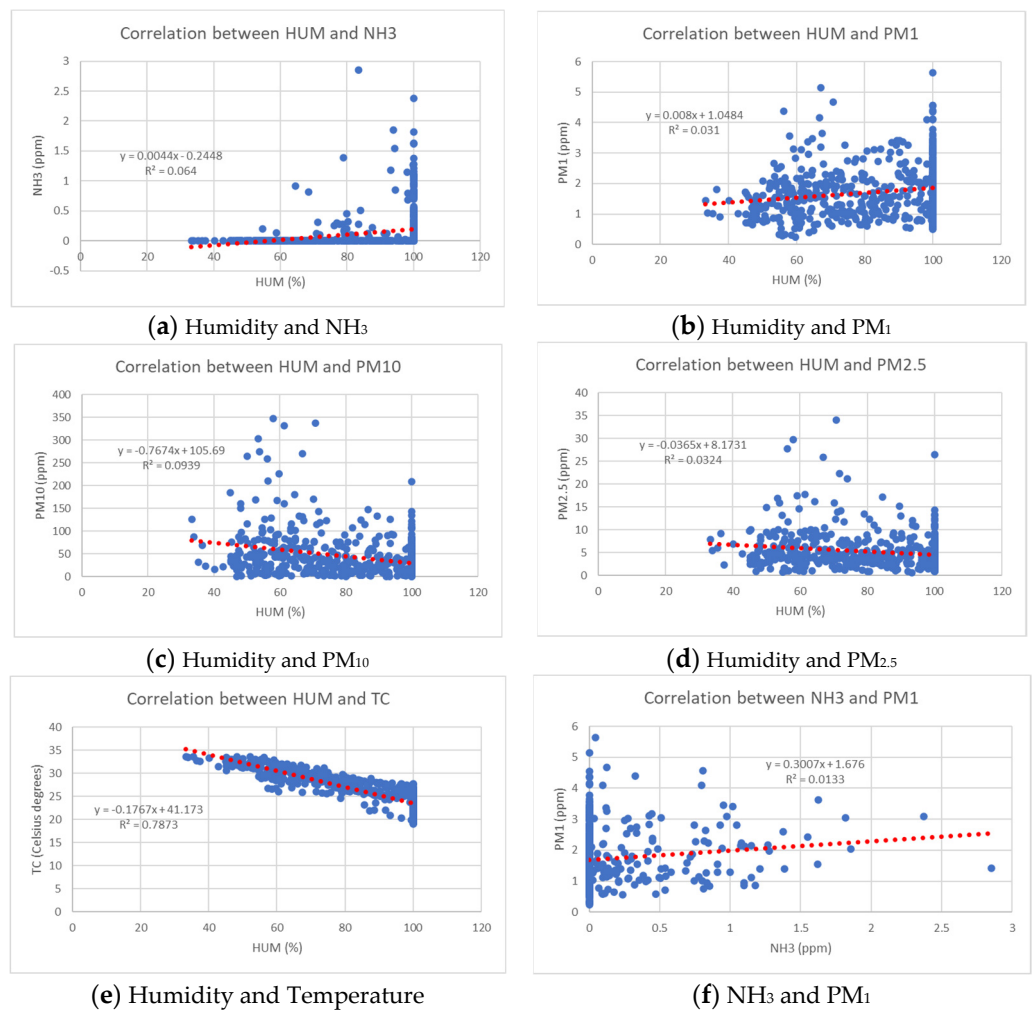 Correlation between HUM and NH3
3
2.5
2
1.5
1
0.5
0
-0.5
NH3 (ppm)
y = 0.0044x - 0.2448
R² = 0.064
0 20 40 60 80 100 120
HUM (%)
(a) Humidity and NH₃
Correlation between HUM and PM1
6
5
4
3
2
1
0
PM1 (ppm)
y = 0.008x + 1.0484
R² = 0.031
0 20 40 60 80 100 120
HUM (%)
(b) Humidity and PM₁
Correlation between HUM and PM10
400
350
300
250
200
150
100
50
0
PM10 (ppm)
y = -0.7674x + 105.69
R² = 0.0939
0 20 40 60 80 100 120
HUM (%)
(c) Humidity and PM₁₀
Correlation between HUM and PM2.5
40
35
30
25
20
15
10
5
0
PM2.5 (ppm)
y = -0.0365x + 8.1731
R² = 0.0324
0 20 40 60 80 100 120
HUM (%)
(d) Humidity and PM₂.₅
Correlation between HUM and TC
40
35
30
25
20
15
10
5
0
TC (Celsius degrees)
y = -0.1767x + 41.173
R² = 0.7873
0 20 40 60 80 100 120
HUM (%)
(e) Humidity and Temperature
Correlation between NH3 and PM1
6
5
4
3
2
1
0
PM1 (ppm)
y = 0.3007x + 1.676
R² = 0.0133
0 0.5 1 1.5 2 2.5 3
NH3 (ppm)
(f) NH₃ and PM₁